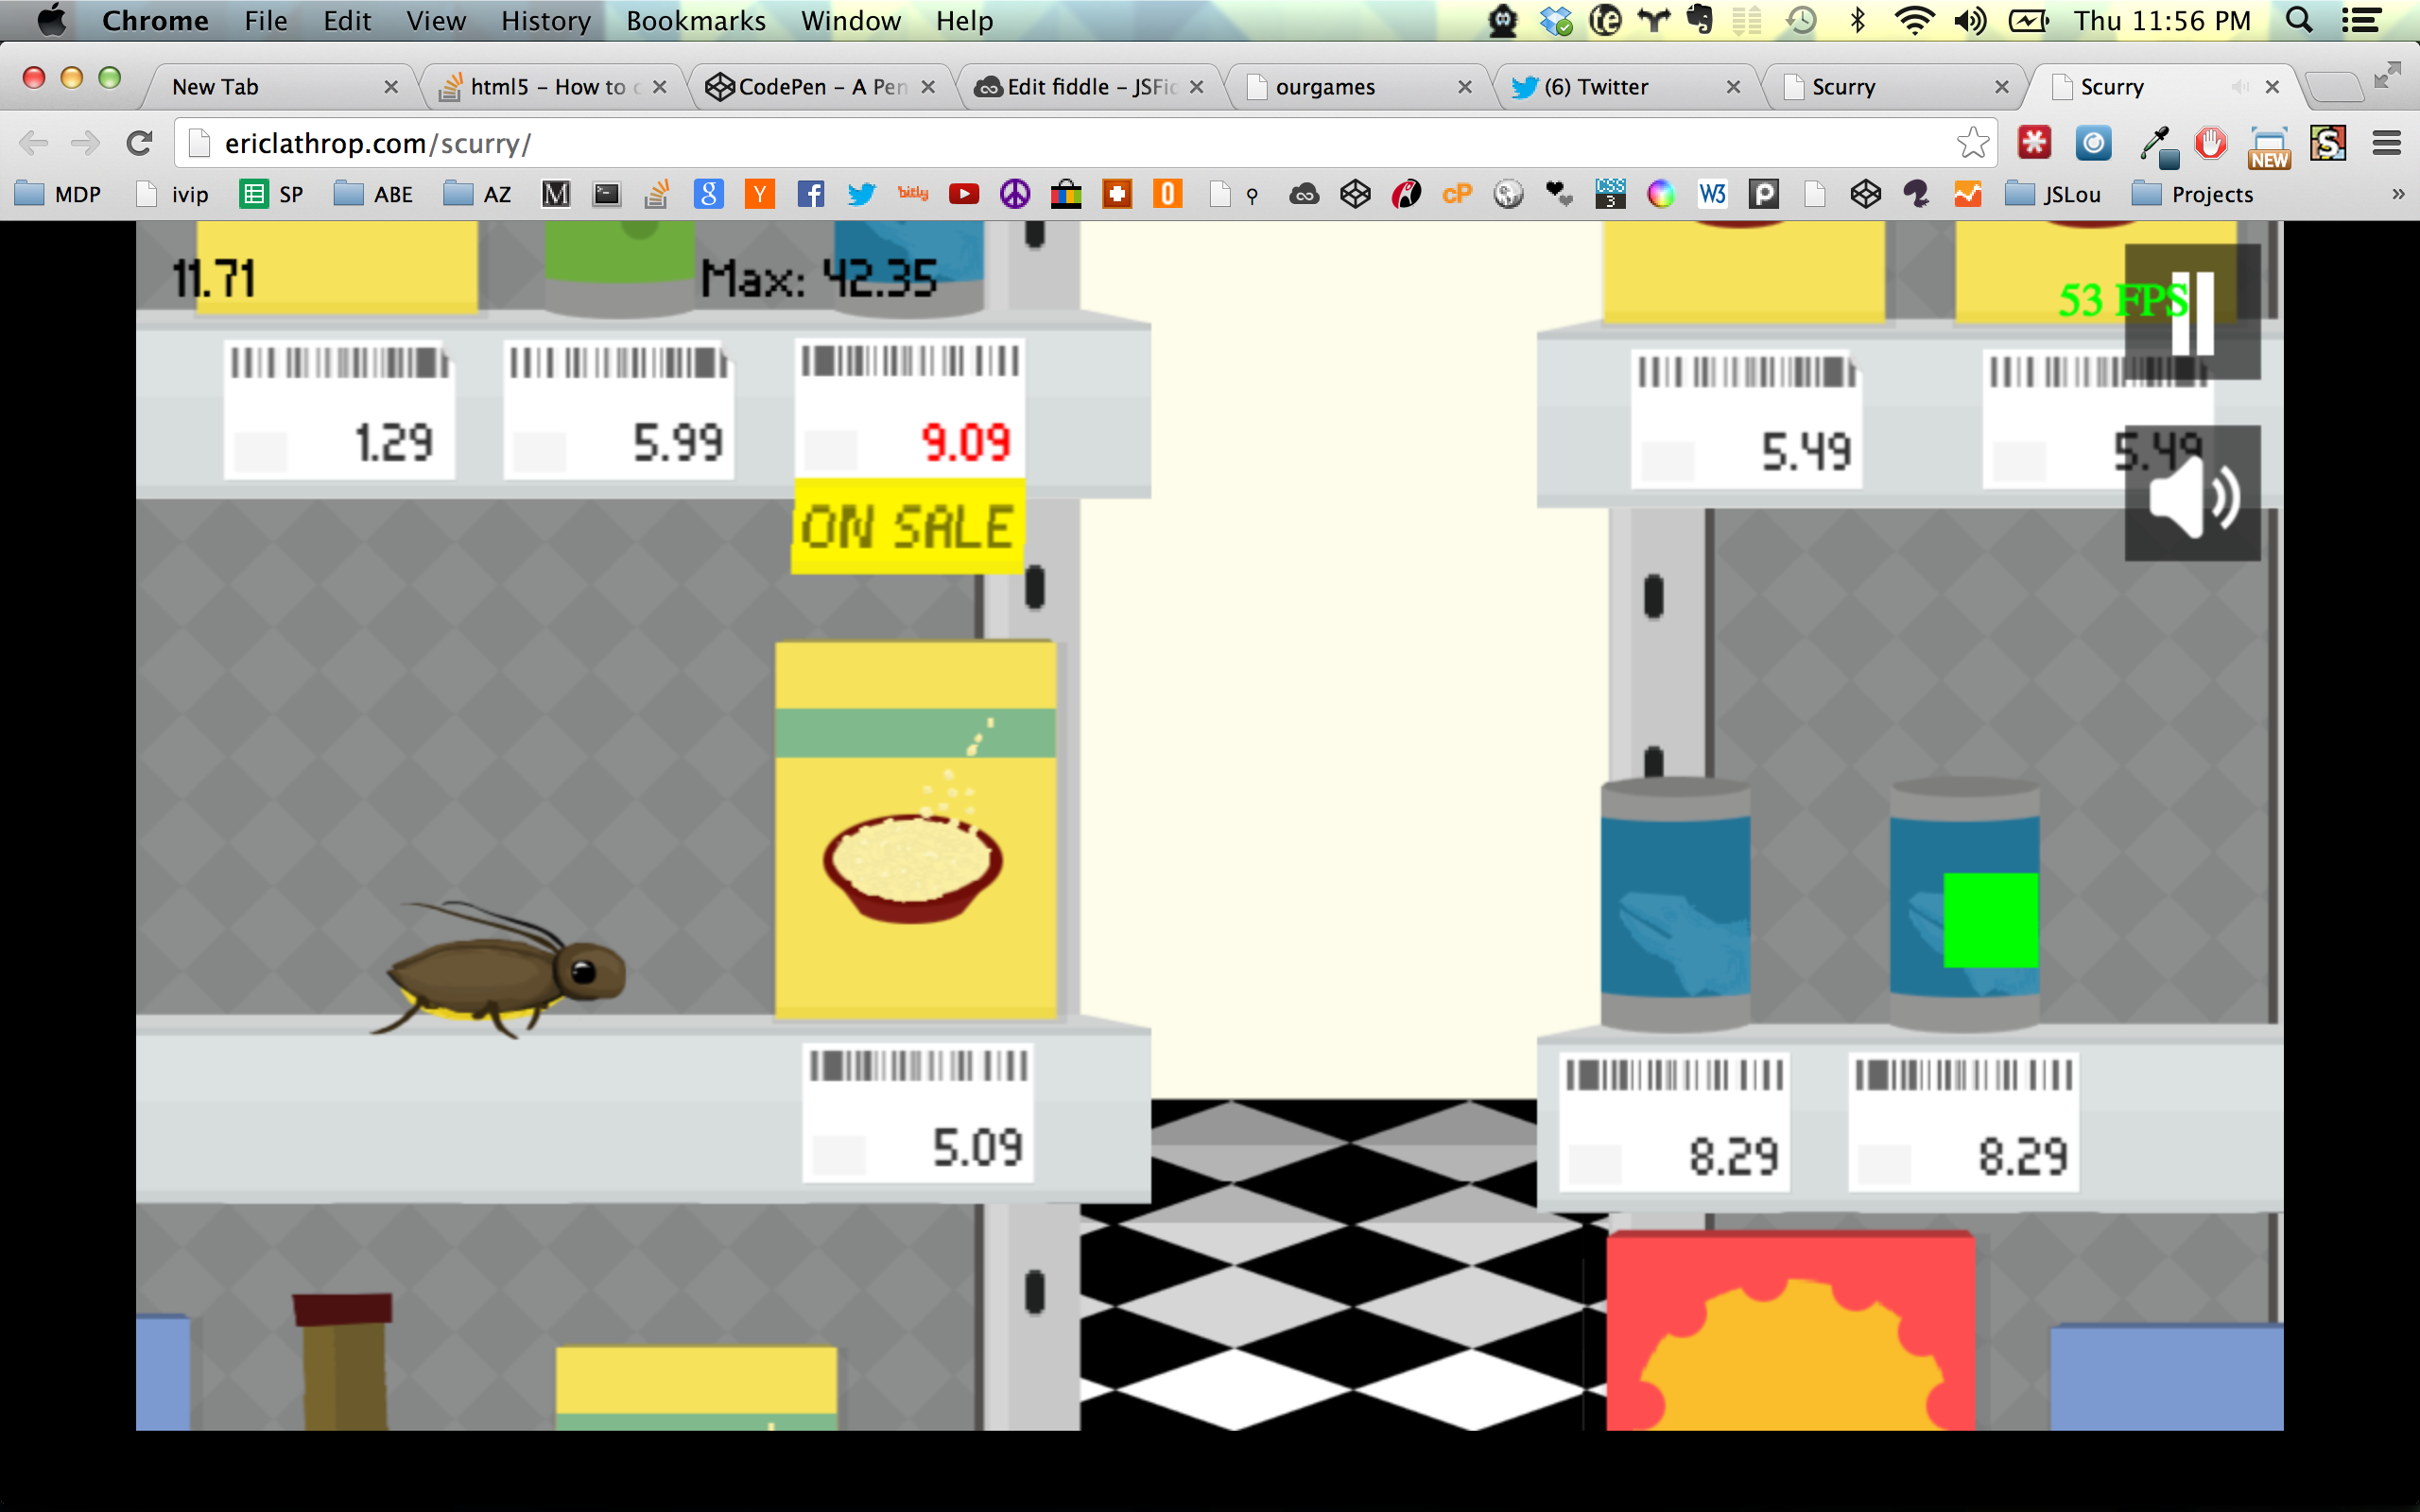 Chrome File Edit View History Bookmarks Window Help Thu 11:56 PM
New Tab html5 – How to c CodePen – A Pen Edit fiddle – JSFic ourgames (6) Twitter Scurry Scurry
ericlathrop.com/scurry/
NEW
MDP ivip SP ABE AZ bitly cP CSS 3 W3 JSLou Projects »
11.71 Max: 42.35 53 FPS
1.29 5.99 9.09 5.49 5.49
ON SALE
5.09 8.29 8.29